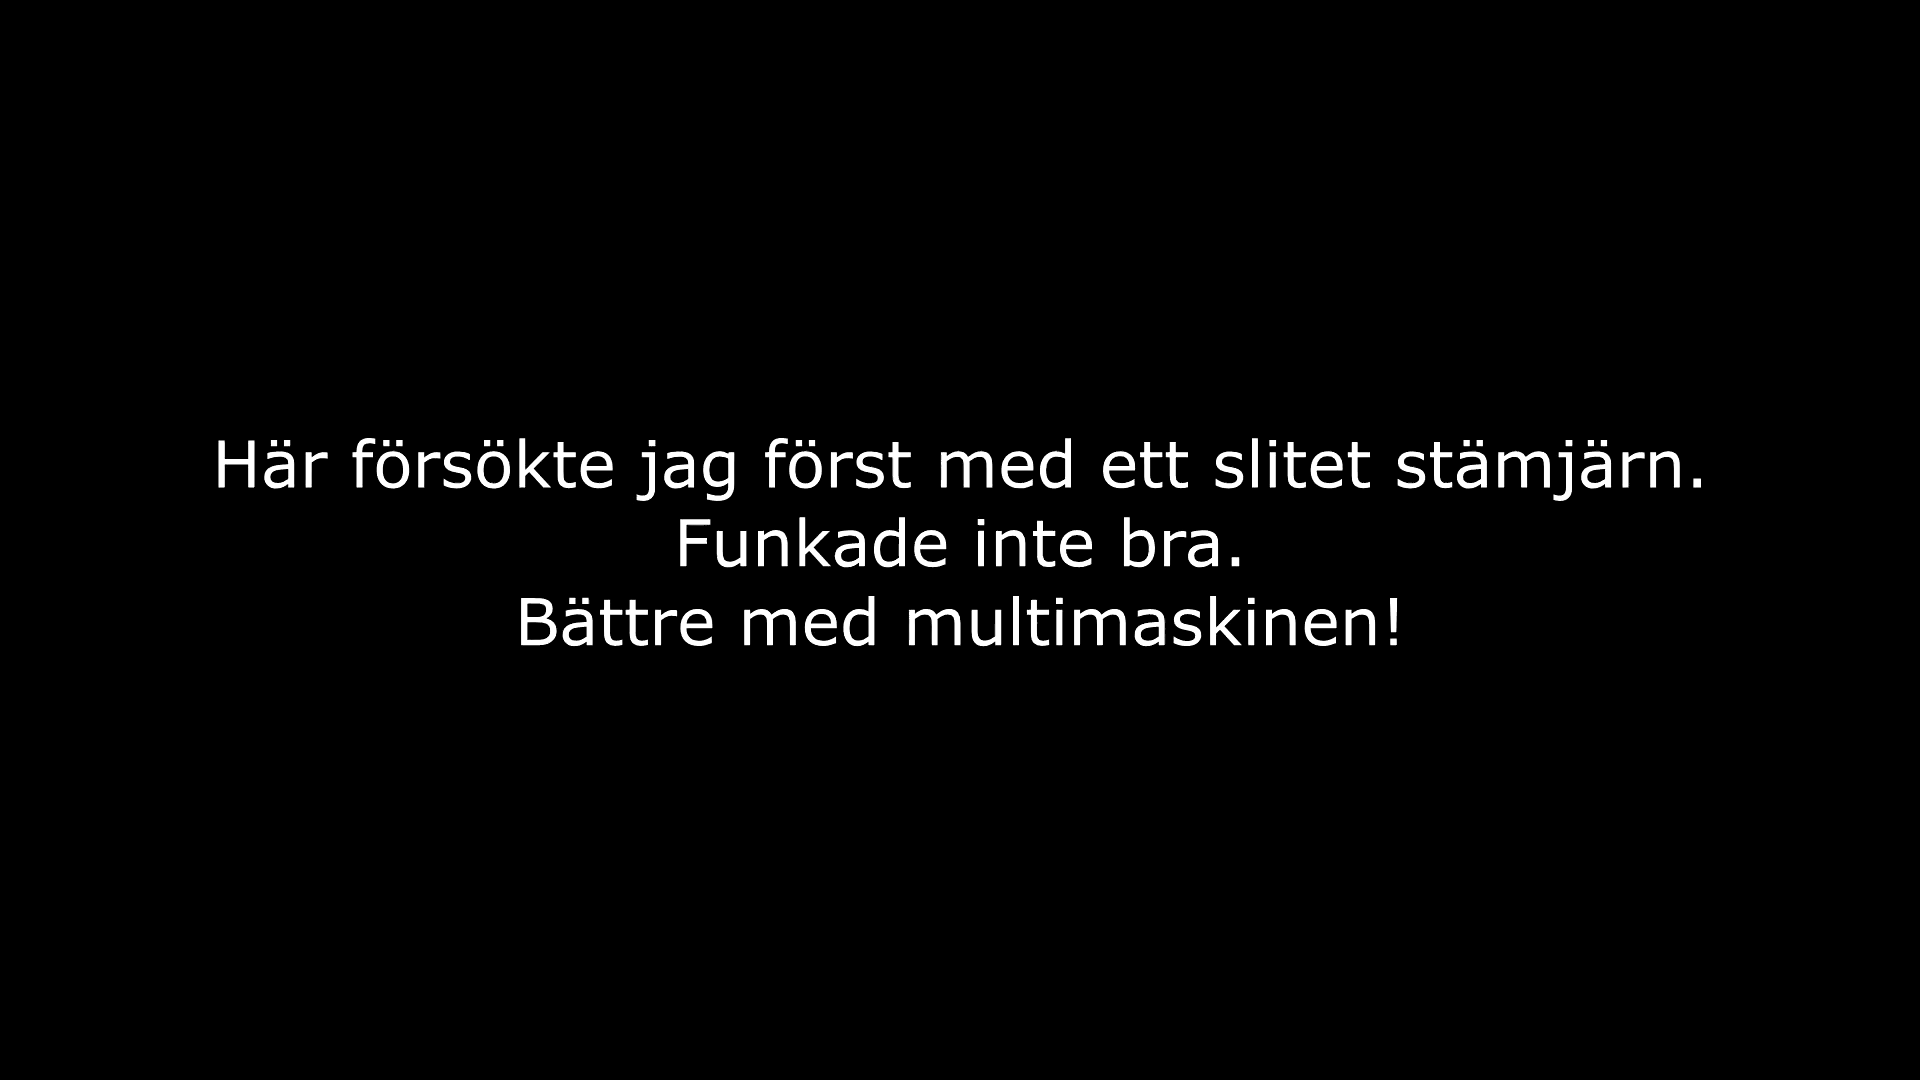 Här försökte jag först med ett slitet stämjärn.
Funkade inte bra.
Bättre med multimaskinen!